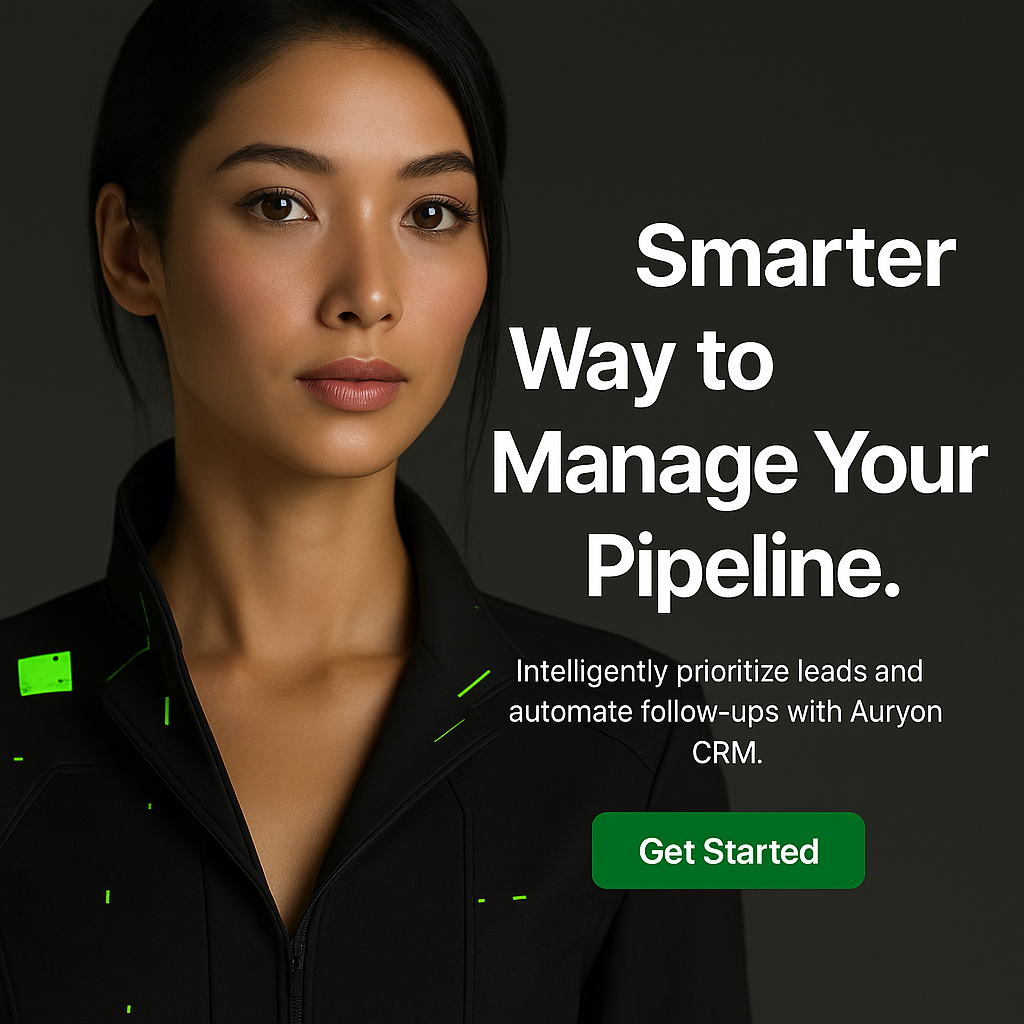 Smarter
Way to
Manage Your
Pipeline.
Intelligently prioritize leads and
automate follow-ups with Auryon
CRM.
Get Started